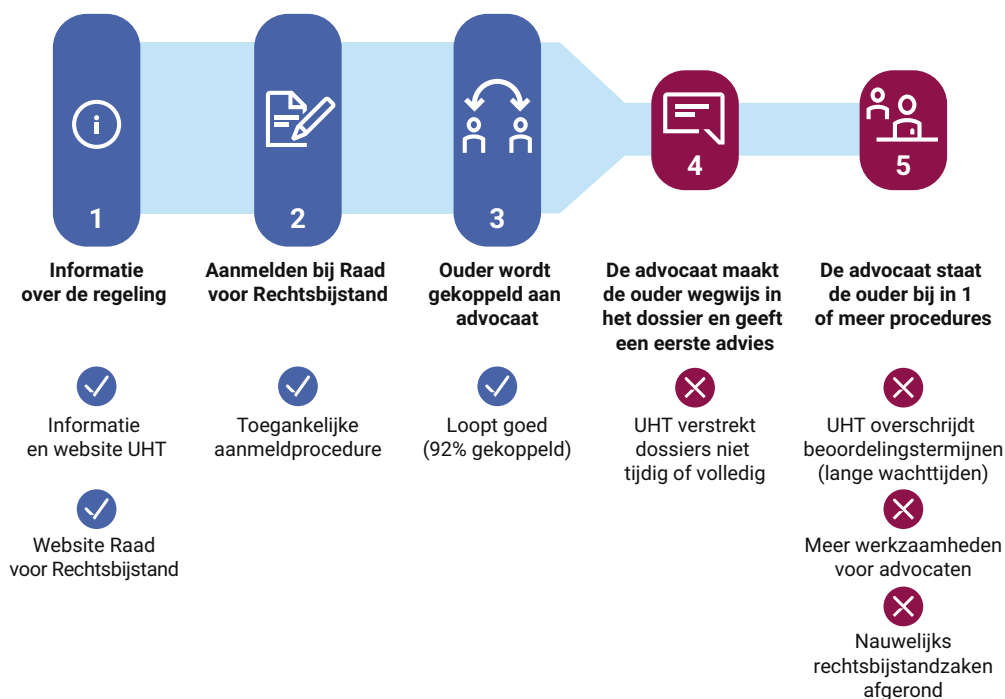 1
2
3
4
5
Informatie
over de regeling
Informatie
en website UHT
Website Raad
voor Rechtsbijstand
Aanmelden bij Raad
voor Rechtsbijstand
Toegankelijke
aanmeldprocedure
Ouder wordt
gekoppeld aan
advocaat
Loopt goed
(92% gekoppeld)
De advocaat maakt
de ouder wegwijs in
het dossier en geeft
een eerste advies
UHT verstrekt
dossiers niet
tijdig of volledig
De advocaat staat
de ouder bij in 1
of meer procedures
UHT overschrijdt
beoordelingstermijnen
(lange wachttijden)
Meer werkzaamheden
voor advocaten
Nauwelijks
rechtsbijstandzaken
afgerond